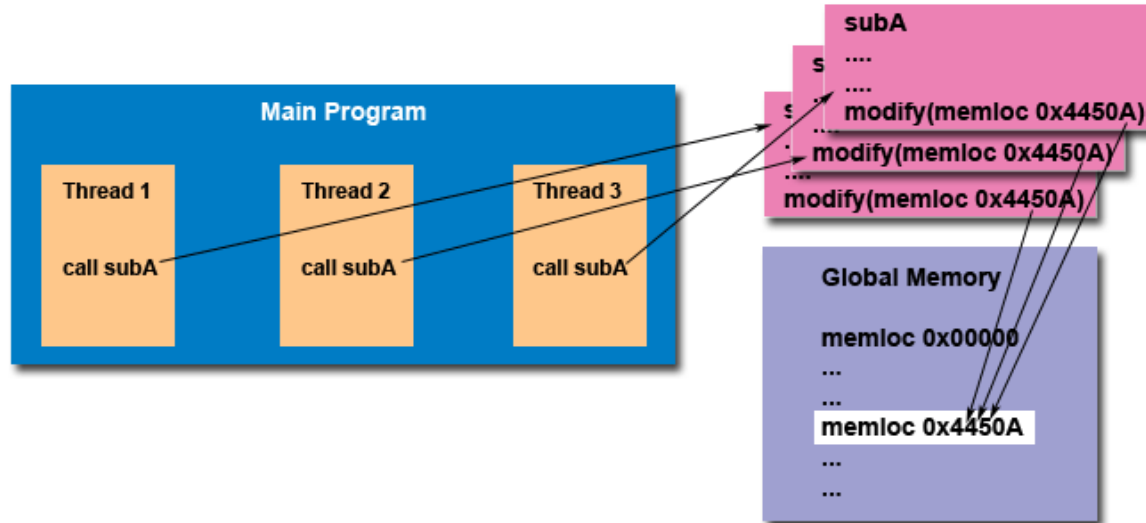 Main Program
Thread 1
call subA
Thread 2
call subA
Thread 3
call subA
subA
....
....
modify(memloc 0x4450A)
s
..
....
modify(memloc 0x4450A)
s
.
....
modify(memloc 0x4450A)
Global Memory
memloc 0x00000
...
...
memloc 0x4450A
...
...